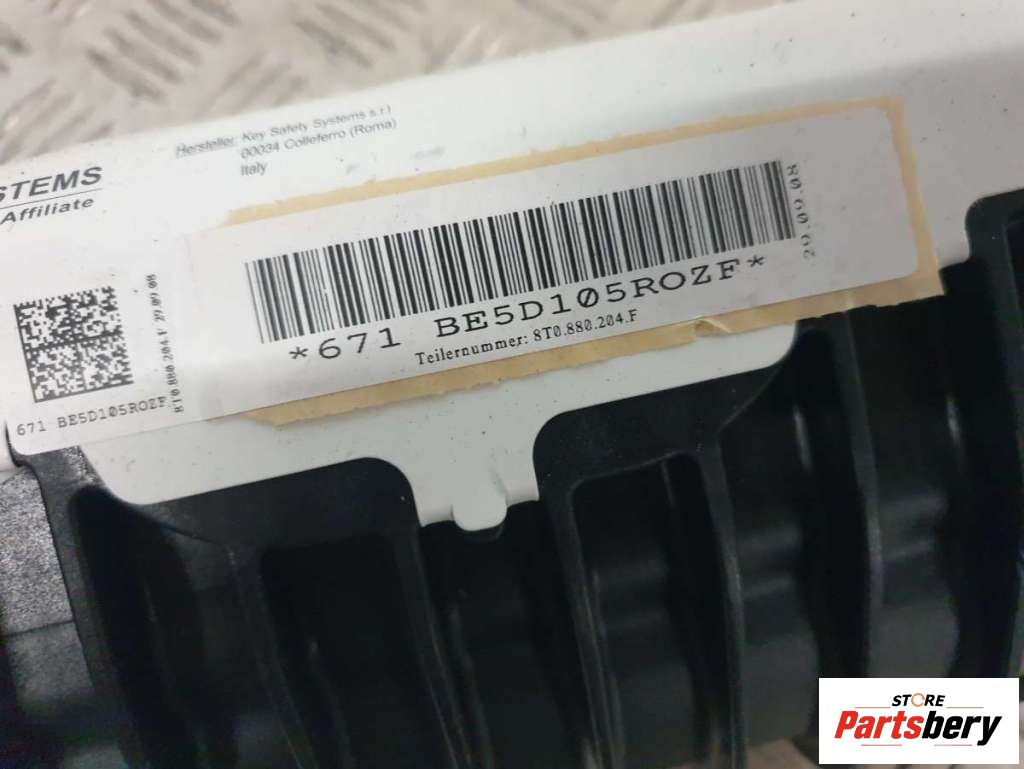 Hersteller: Key Safety Systems s.r.l
00034 Colleferro (Roma)
Italy
STEMS
Affiliate
8T0.880.204.F 29.09.08
671 BE5D105ROZF
29.09.08
*671 BE5D105ROZF*
Teilernummer: 8T0.880.204.F
STORE
Partsbery